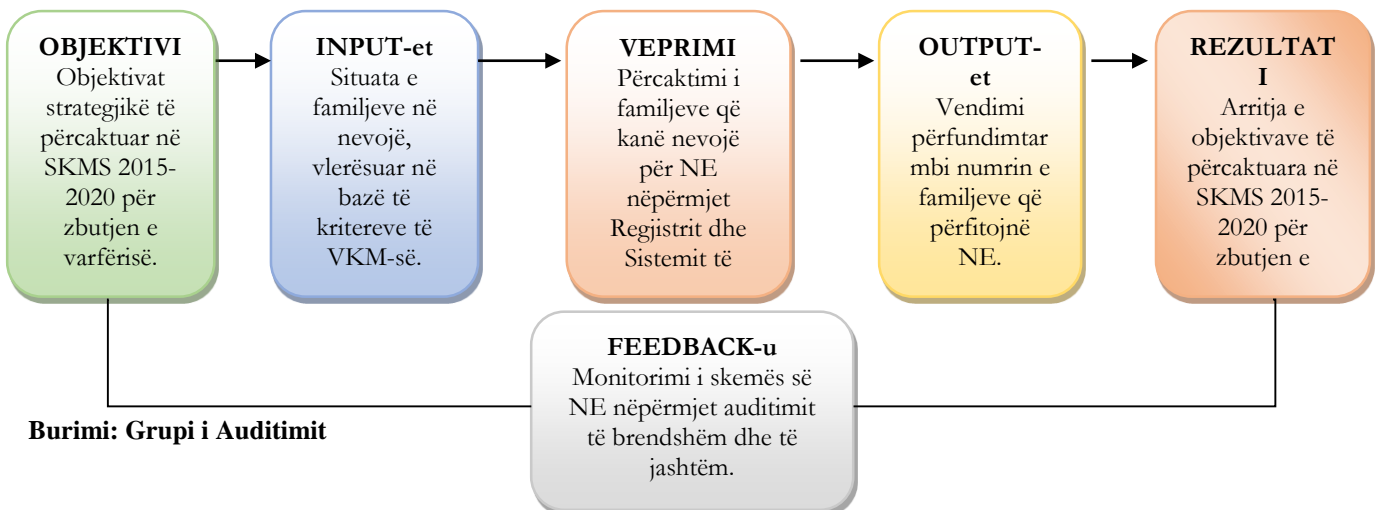 OBJEKTIVI
Objektivat
strategjikë të
përcaktuar në
SKMS 2015-
2020 për
zbutjen e
varfërisë.
INPUT-et
Situata e
familjeve në
nevojë,
vlerësuar në
bazë të
kritereve të
VKM-së.
VEPRIMI
Përcaktimi i
familjeve që
kanë nevojë
për NE
nëpërmjet
Regjistrit dhe
Sistemit të
OUTPUT-
et
Vendimi
përfundimtar
mbi numrin e
familjeve që
përfitojnë
NE.
REZULTAT
I
Arritja e
objektivave të
përcaktuara në
SKMS 2015-
2020 për
zbutjen e
FEEDBACK-u
Monitorimi i skemës së
NE nëpërmjet auditimit
të brendshëm dhe të
jashtëm.
Burimi: Grupi i Auditimit